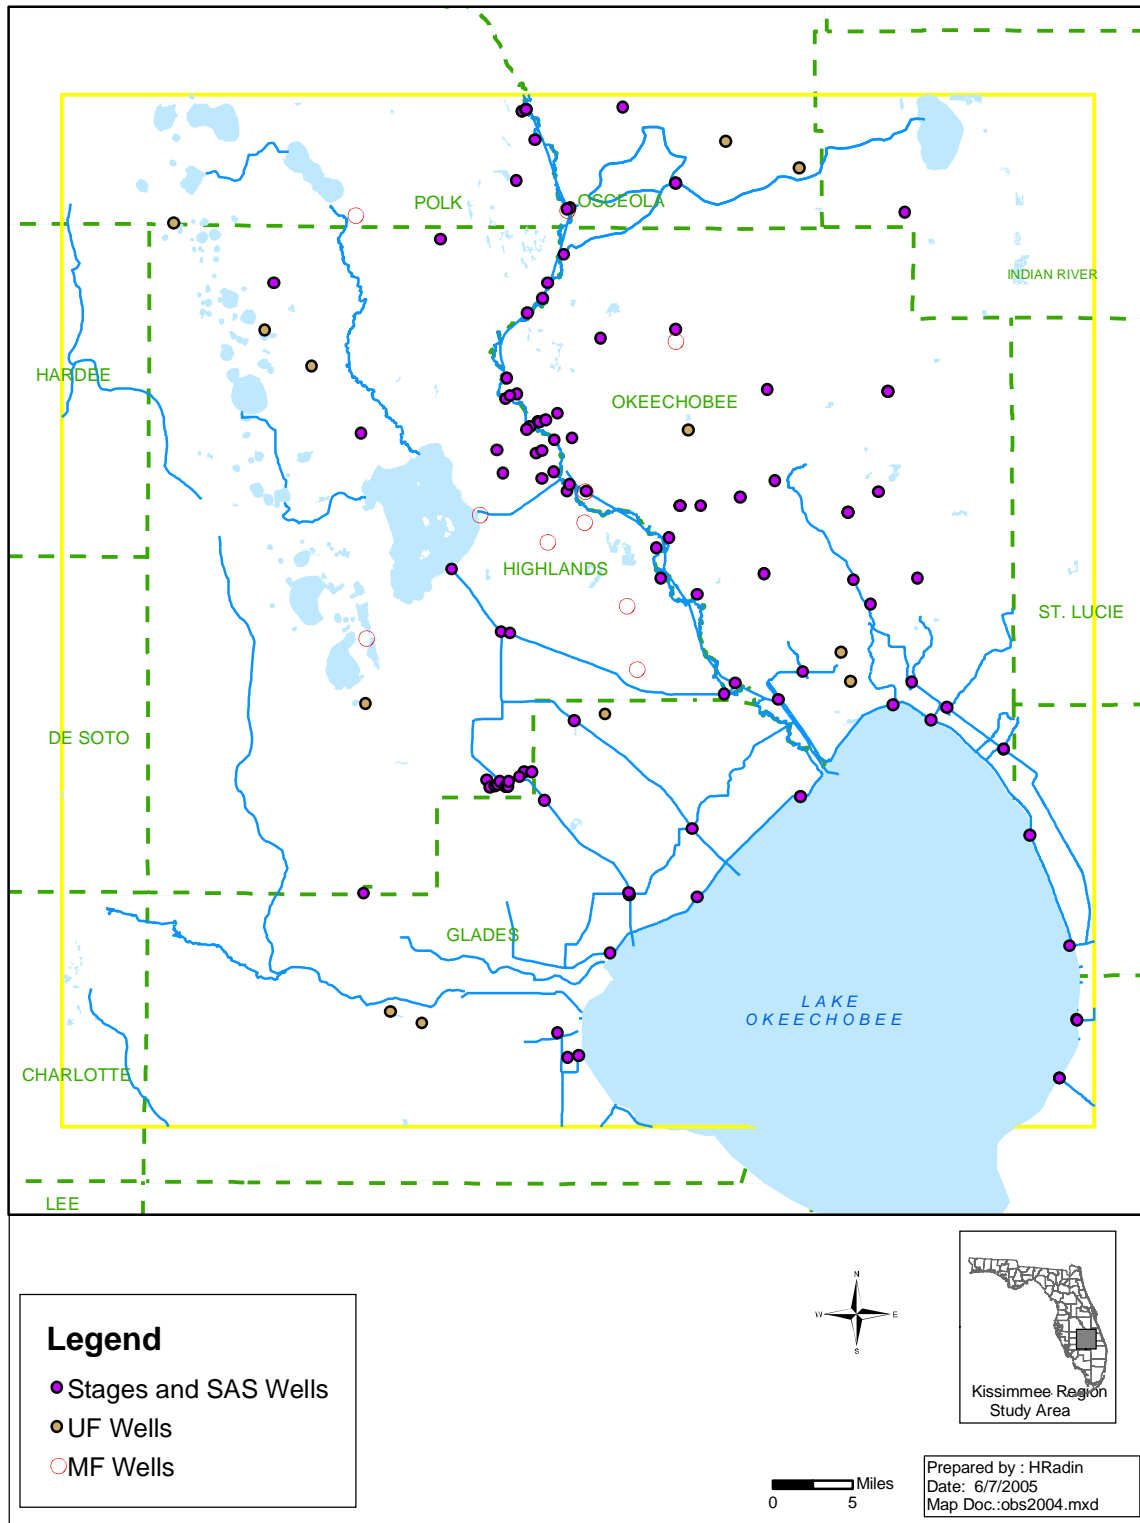 POLK
OSCEOLA
INDIAN RIVER
HARDEE
OKEECHOBEE
HIGHLANDS
ST. LUCIE
DE SOTO
GLADES
LAKE
OKEECHOBEE
CHARLOTTE
LEE
Legend
Stages and SAS Wells
UF Wells
MF Wells
N
W
E
S
Kissimmee Region
Study Area
Miles
0 5
Prepared by : HRadin
Date: 6/7/2005
Map Doc.:obs2004.mxd